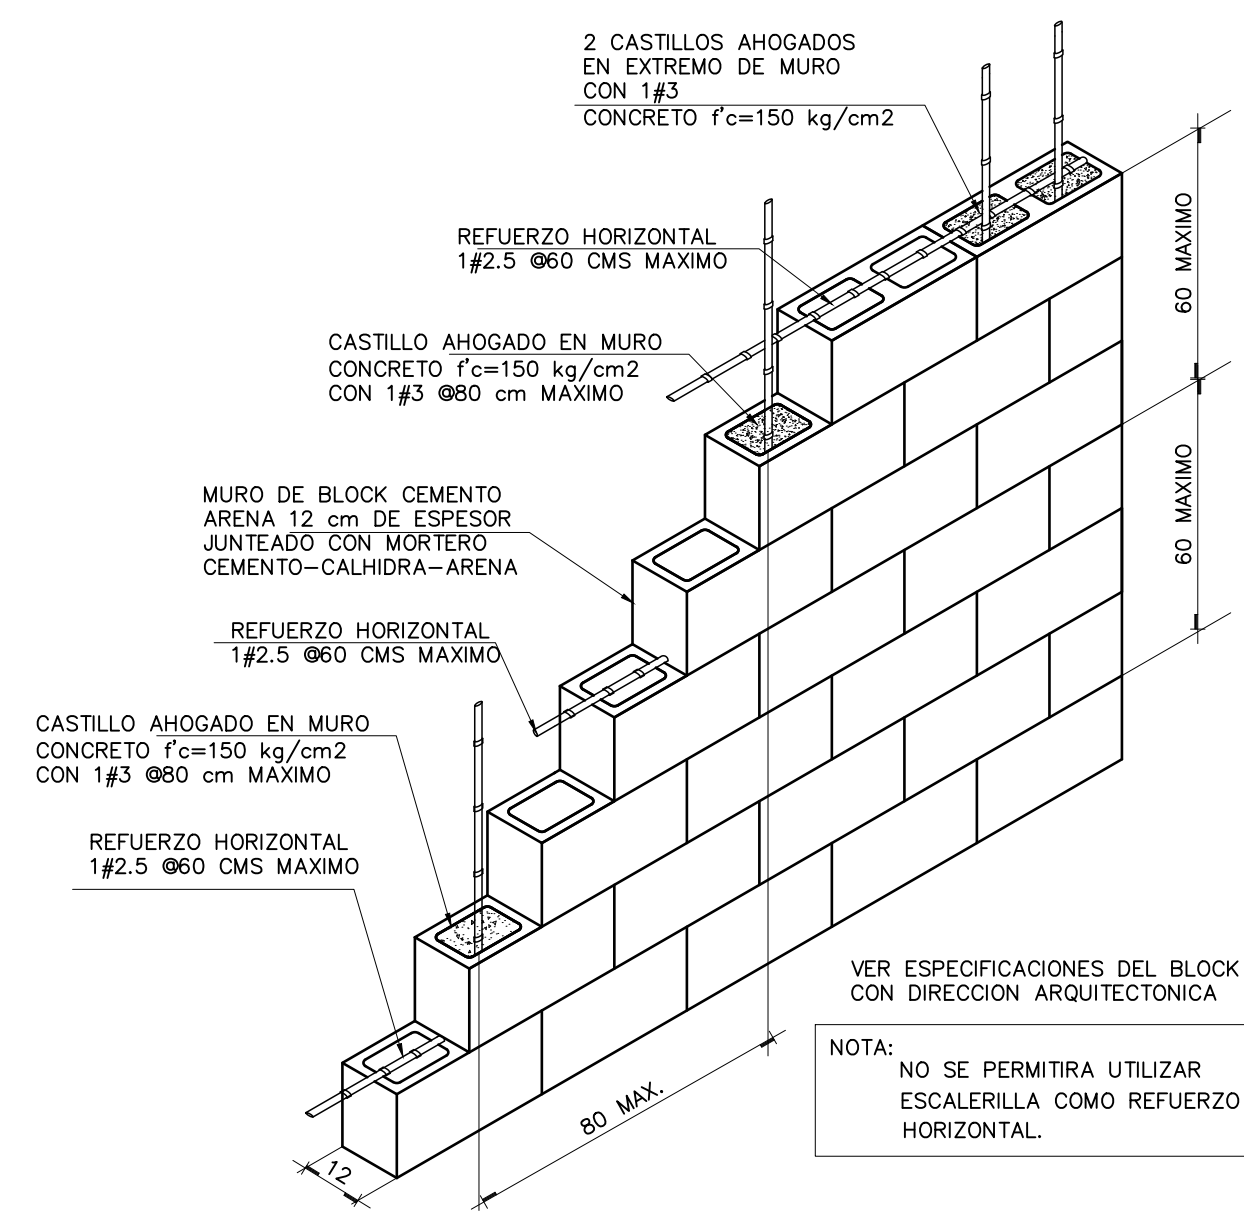 2 CASTILLOS AHOGADOS
EN EXTREMO DE MURO
CON 1#3
CONCRETO f'c=150 kg/cm2
REFUERZO HORIZONTAL
1#2.5 @60 CMS MAXIMO
CASTILLO AHOGADO EN MURO
CONCRETO f'c=150 kg/cm2
CON 1#3 @80 cm MAXIMO
MURO DE BLOCK CEMENTO
ARENA 12 cm DE ESPESOR
JUNTEADO CON MORTERO
CEMENTO-CALHIDRA-ARENA
REFUERZO HORIZONTAL
1#2.5 @60 CMS MAXIMO
CASTILLO AHOGADO EN MURO
CONCRETO f'c=150 kg/cm2
CON 1#3 @80 cm MAXIMO
REFUERZO HORIZONTAL
1#2.5 @60 CMS MAXIMO
60 MAXIMO
60 MAXIMO
80 MAX.
12
VER ESPECIFICACIONES DEL BLOCK
CON DIRECCION ARQUITECTONICA
NOTA:
NO SE PERMITIRA UTILIZAR
ESCALERILLA COMO REFUERZO
HORIZONTAL.